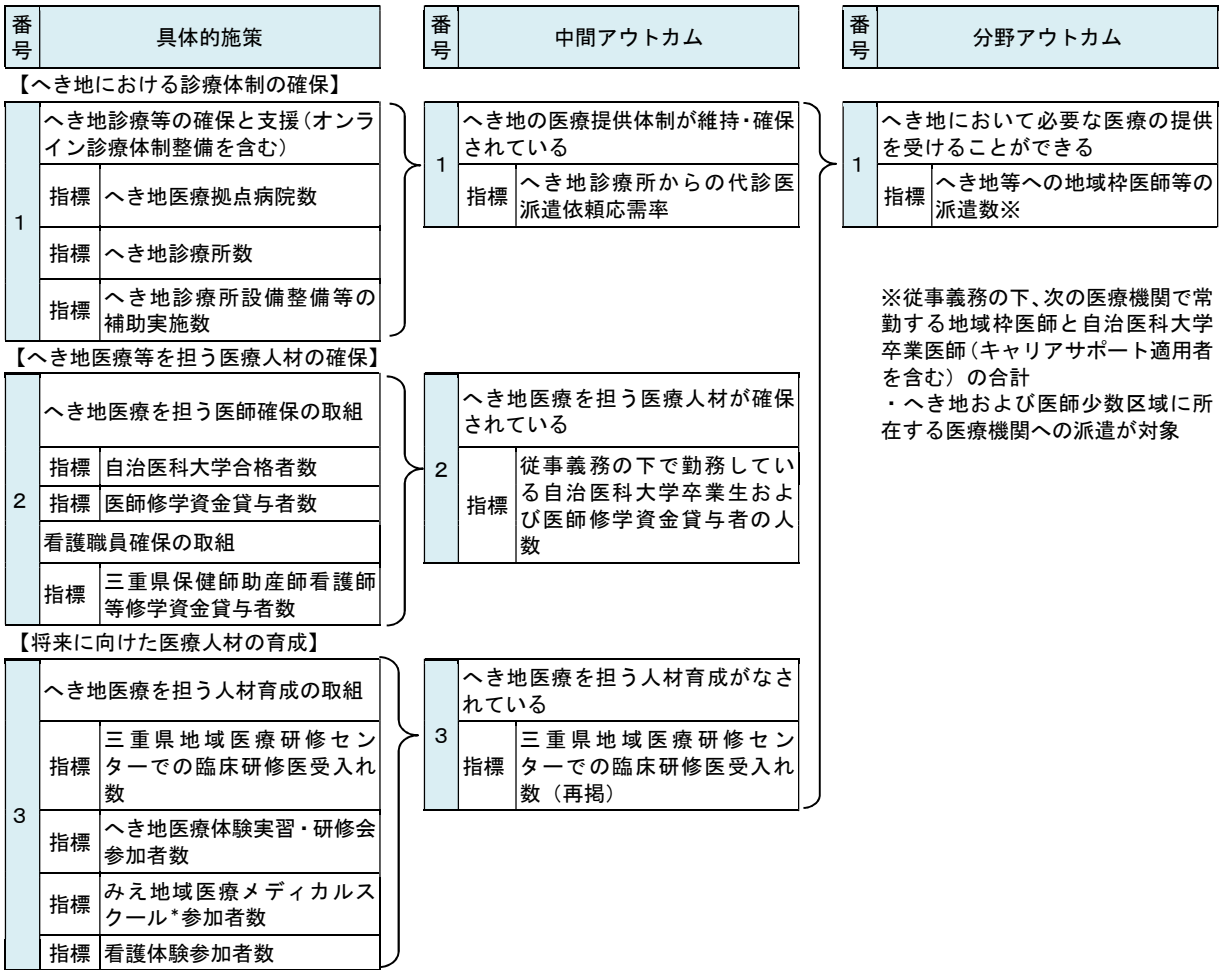 番号
具体的施策
番号
中間アウトカム
番号
分野アウトカム
【へき地における診療体制の確保】
1
へき地診療等の確保と支援（オンラ
イン診療体制整備を含む）
指標
へき地医療拠点病院数
指標
へき地診療所数
指標
へき地診療所設備整備等の
補助実施数
1
へき地の医療提供体制が維持・確保
されている
指標
へき地診療所からの代診医
派遣依頼応需率
1
へき地において必要な医療の提供
を受けることができる
指標
へき地等への地域枠医師等の
派遣数※
※従事義務の下、次の医療機関で常
勤する地域枠医師と自治医科大学
卒業医師（キャリアサポート適用者
を含む）の合計
・へき地および医師少数区域に所
在する医療機関への派遣が対象
【へき地医療等を担う医療人材の確保】
2
へき地医療を担う医師確保の取組
指標
自治医科大学合格者数
指標
医師修学資金貸与者数
看護職員確保の取組
指標
三重県保健師助産師看護師
等修学資金貸与者数
2
へき地医療を担う医療人材が確保
されている
指標
従事義務の下で勤務してい
る自治医科大学卒業生およ
び医師修学資金貸与者の人
数
【将来に向けた医療人材の育成】
3
へき地医療を担う人材育成の取組
指標
三重県地域医療研修セン
ターでの臨床研修医受入れ
数
指標
へき地医療体験実習・研修会
参加者数
指標
みえ地域医療メディカルス
クール*参加者数
指標
看護体験参加者数
3
へき地医療を担う人材育成がなさ
れている
指標
三重県地域医療研修セン
ターでの臨床研修医受入れ
数（再掲）